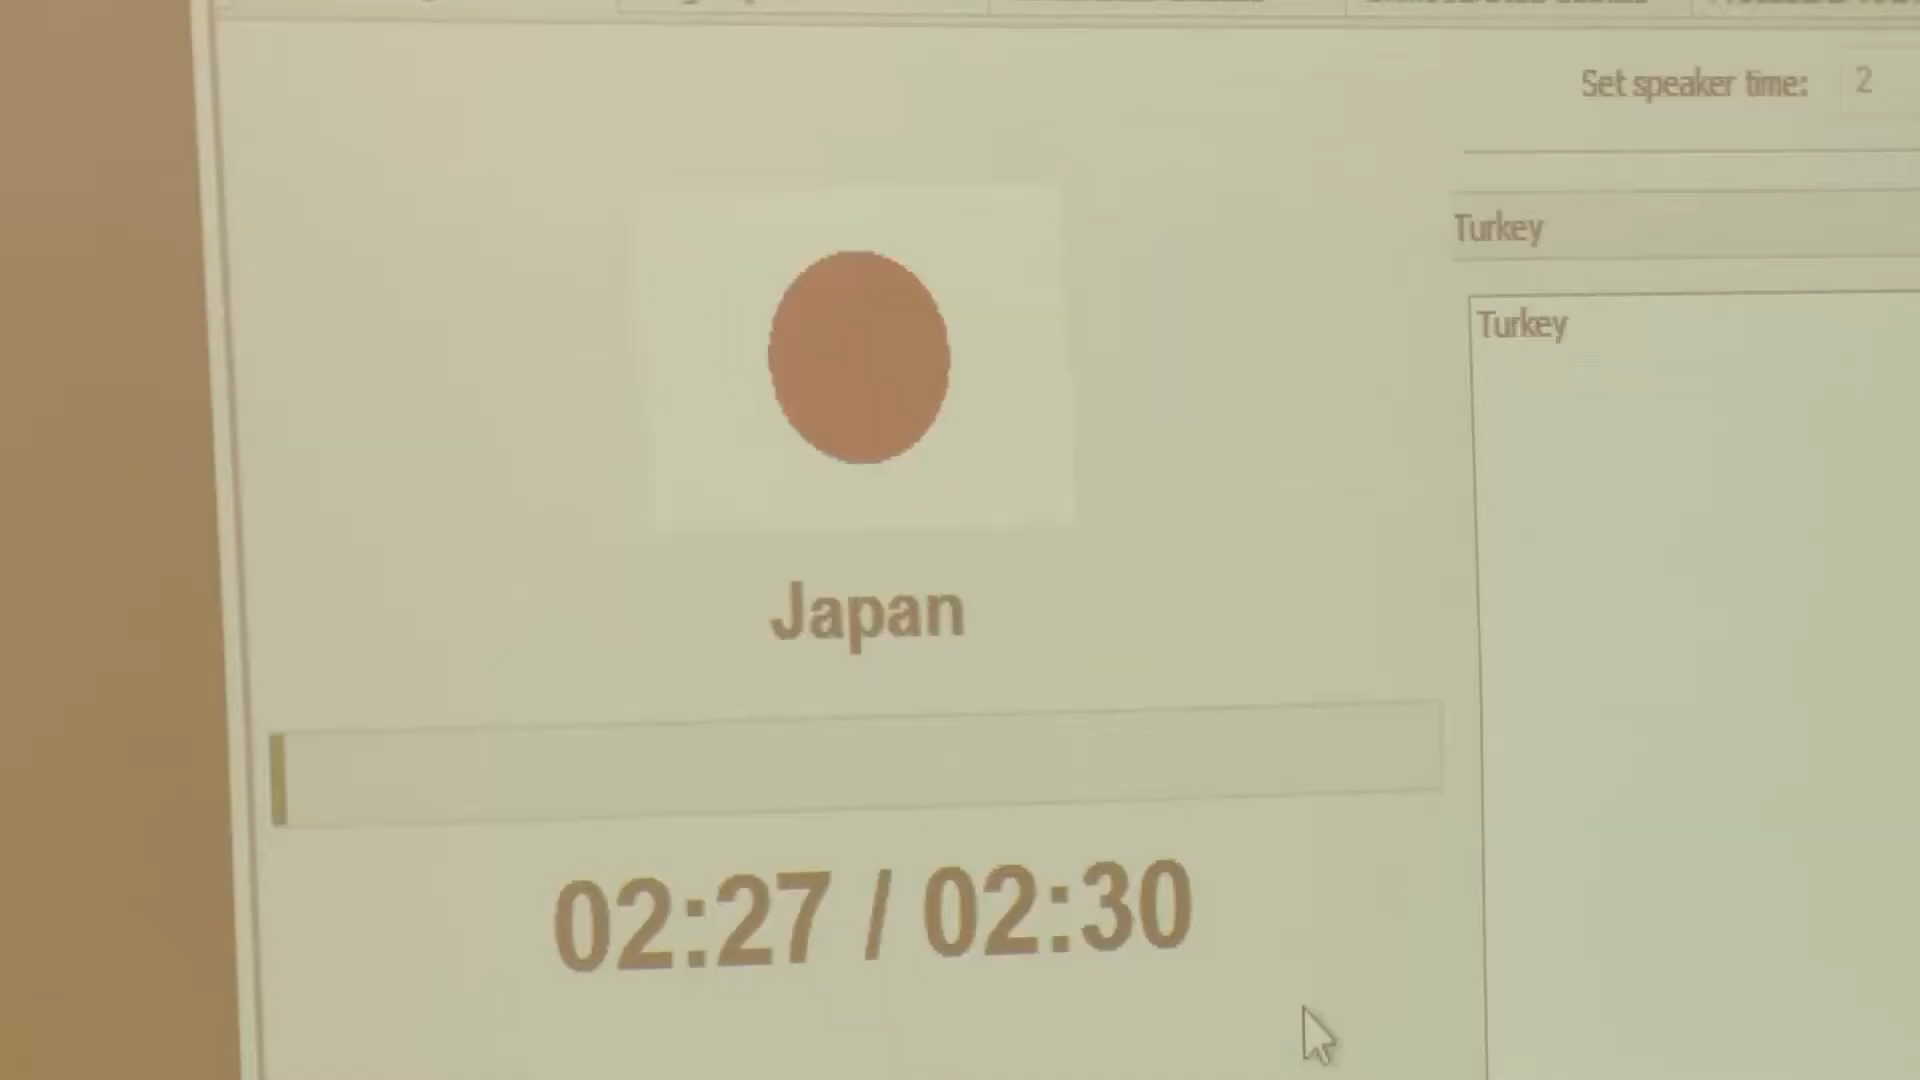 Set speaker time: 2
Turkey
Turkey
Japan
02:27 / 02:30